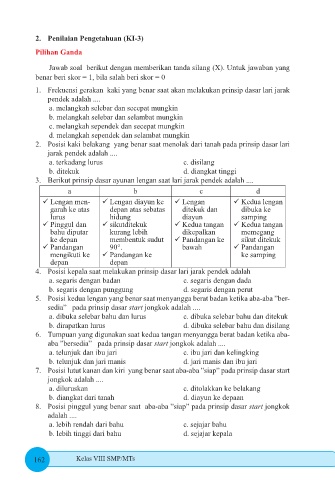 2. Penilaian Pengetahuan (KI-3)
Pilihan Ganda
Jawab soal berikut dengan memberikan tanda silang (X). Untuk jawaban yang
benar beri skor = 1, bila salah beri skor = 0
1. Frekuensi gerakan kaki yang benar saat akan melakukan prinsip dasar lari jarak
pendek adalah ....
a. melangkah selebar dan secepat mungkin
b. melangkah selebar dan selambat mungkin
c. melangkah sependek dan secepat mungkin
d. melangkah sependek dan selambat mungkin
2. Posisi kaki belakang yang benar saat menolak dari tanah pada prinsip dasar lari
jarak pendek adalah ....
a. terkadang lurus c. disilang
b. ditekuk d. diangkat tinggi
3. Berikut prinsip dasar ayunan lengan saat lari jarak pendek adalah ....
a b c d
✓ Lengan men- ✓ Lengan diayun ke ✓ Lengan ✓ Kedua lengan
garah ke atas depan atas sebatas ditekuk dan dibuka ke
lurus hidung diayun samping
✓ Pinggul dan ✓ sikutditekuk ✓ Kedua tangan ✓ Kedua tangan
bahu diputar kurang lebih dikepalkan memegang
ke depan membentuk sudut ✓ Pandangan ke sikut ditekuk
✓ Pandangan 90°. bawah ✓ Pandangan
mengikuti ke ✓ Pandangan ke ke samping
depan depan
4. Posisi kepala saat melakukan prinsip dasar lari jarak pendek adalah
a. segaris dengan badan c. segaris dengan dada
b. segaris dengan punggung d. segaris dengan perut
5. Posisi kedua lengan yang benar saat menyangga berat badan ketika aba-aba "ber-
sedia" pada prinsip dasar start jongkok adalah ....
a. dibuka selebar bahu dan lurus c. dibuka selebar bahu dan ditekuk
b. dirapatkan lurus d. dibuka selebar bahu dan disilang
6. Tumpuan yang digunakan saat kedua tangan menyangga berat badan ketika aba-
aba "bersedia" pada prinsip dasar start jongkok adalah ....
a. telunjuk dan ibu jari c. ibu jari dan kelingking
b. telunjuk dan jari manis d. jari manis dan ibu jari
7. Posisi lutut kanan dan kiri yang benar saat aba-aba "siap" pada prinsip dasar start
jongkok adalah ....
a. diluruskan c. ditolakkan ke belakang
b. diangkat dari tanah d. diayun ke depan
8. Posisi pinggul yang benar saat aba-aba "siap" pada prinsip dasar start jongkok
adalah ....
a. lebih rendah dari bahu c. sejajar bahu
b. lebih tinggi dari bahu d. sejajar kepala
162 Kelas VIII SMP/MTs